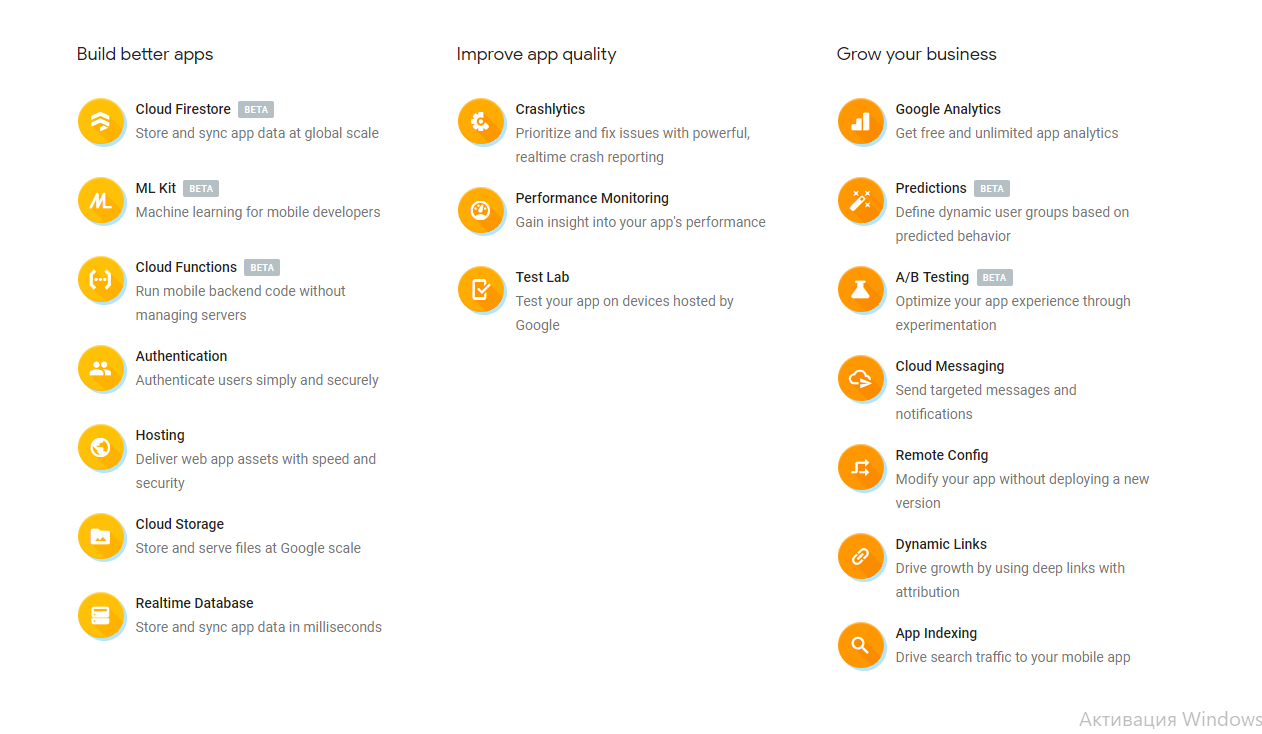 Build better apps
Cloud Firestore BETA
Store and sync app data at global scale
ML Kit BETA
Machine learning for mobile developers
Cloud Functions BETA
Run mobile backend code without
managing servers
Authentication
Authenticate users simply and securely
Hosting
Deliver web app assets with speed and
security
Cloud Storage
Store and serve files at Google scale
Realtime Database
Store and sync app data in milliseconds
Improve app quality
Crashlytics
Prioritize and fix issues with powerful,
realtime crash reporting
Performance Monitoring
Gain insight into your app's performance
Test Lab
Test your app on devices hosted by
Google
Grow your business
Google Analytics
Get free and unlimited app analytics
Predictions BETA
Define dynamic user groups based on
predicted behavior
A/B Testing BETA
Optimize your app experience through
experimentation
Cloud Messaging
Send targeted messages and
notifications
Remote Config
Modify your app without deploying a new
version
Dynamic Links
Drive growth by using deep links with
attribution
App Indexing
Drive search traffic to your mobile app
Активация Windows